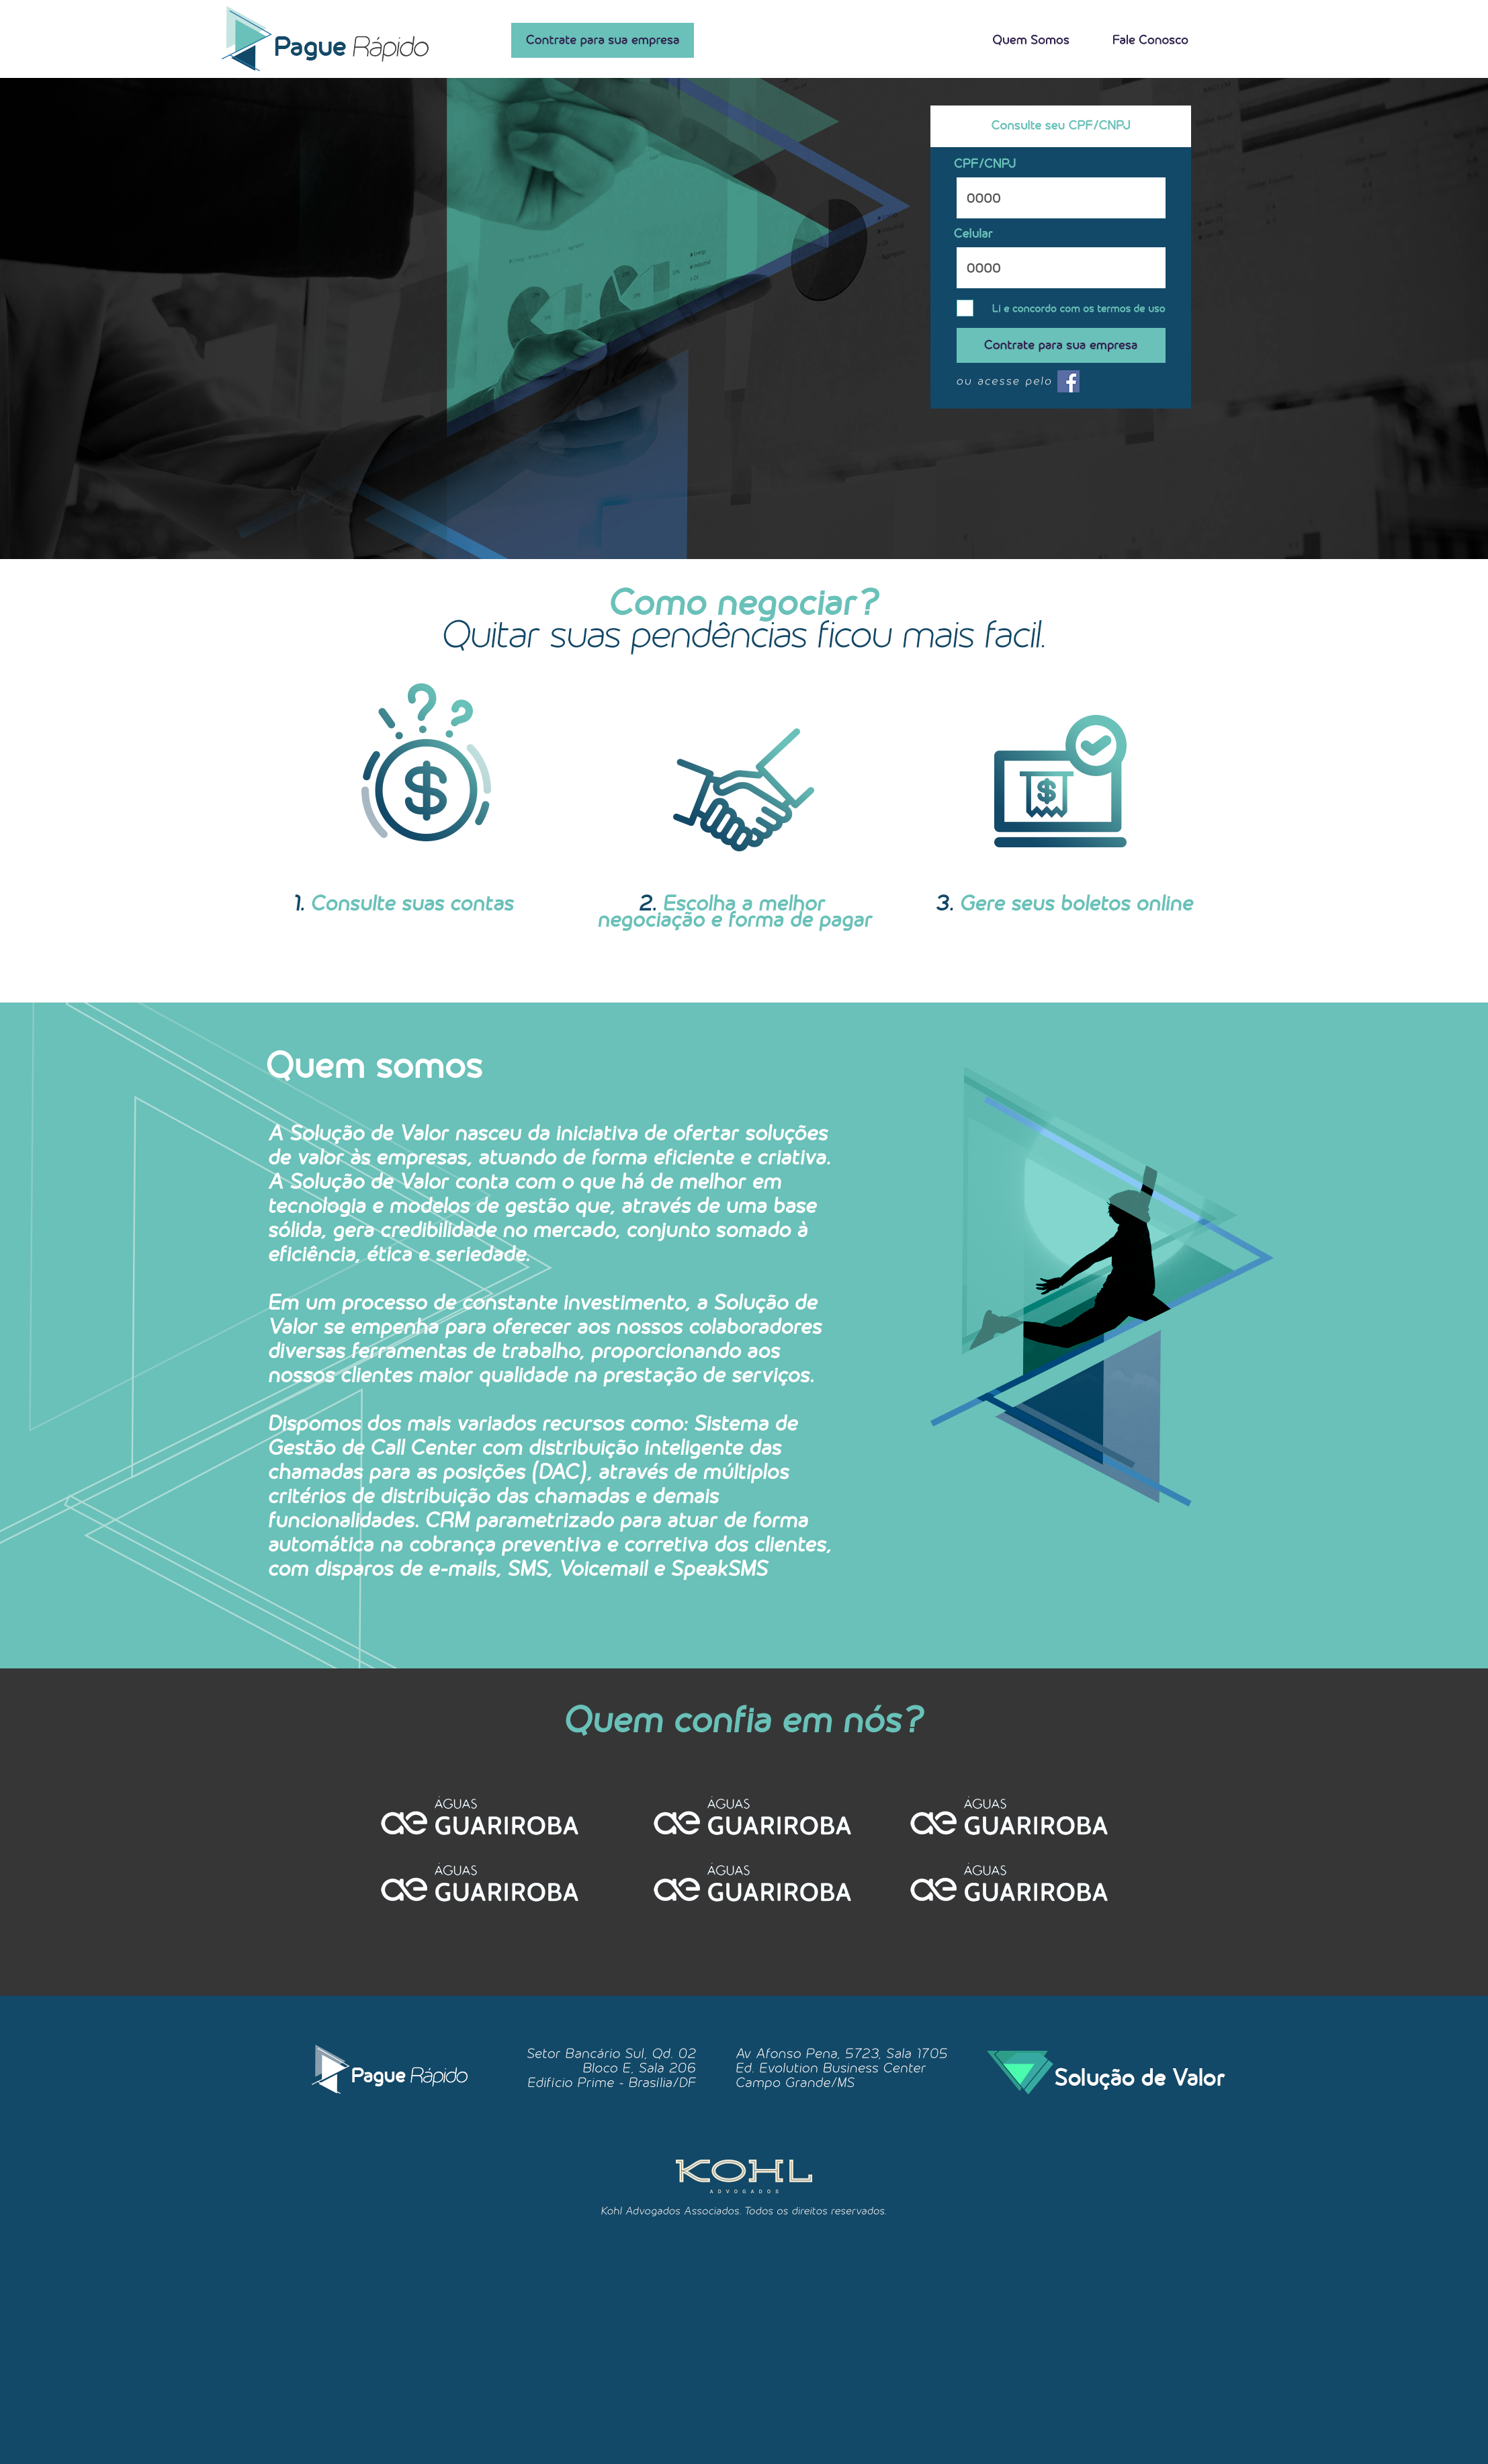 Pague Rápido
Contrate para sua empresa
Quem Somos
Fale Conosco
Consulte seu CPF/CNPJ
CPF/CNPJ
0000
Celular
0000
Li e concordo com os termos de uso
Contrate para sua empresa
ou acesse pelo f
Como negociar?
Quitar suas pendências ficou mais facil.
1. Consulte suas contas
2. Escolha a melhor
negociação e forma de pagar
3. Gere seus boletos online
Quem somos
A Solução de Valor nasceu da iniciativa de ofertar soluções
de valor às empresas, atuando de forma eficiente e criativa.
A Solução de Valor conta com o que há de melhor em
tecnologia e modelos de gestão que, através de uma base
sólida, gera credibilidade no mercado, conjunto somado à
eficiência, ética e seriedade.
Em um processo de constante investimento, a Solução de
Valor se empenha para oferecer aos nossos colaboradores
diversas ferramentas de trabalho, proporcionando aos
nossos clientes maior qualidade na prestação de serviços.
Dispomos dos mais variados recursos como: Sistema de
Gestão de Call Center com distribuição inteligente das
chamadas para as posições (DAC), através de múltiplos
critérios de distribuição das chamadas e demais
funcionalidades. CRM parametrizado para atuar de forma
automática na cobrança preventiva e corretiva dos clientes,
com disparos de e-mails, SMS, Voicemail e SpeakSMS
Quem confia em nós?
ÁGUAS
GUARIROBA
ÁGUAS
GUARIROBA
ÁGUAS
GUARIROBA
ÁGUAS
GUARIROBA
ÁGUAS
GUARIROBA
ÁGUAS
GUARIROBA
Pague Rápido
Setor Bancário Sul, Qd. 02
Bloco E, Sala 206
Edifício Prime - Brasília/DF
Av Afonso Pena, 5723, Sala 1705
Ed. Evolution Business Center
Campo Grande/MS
Solução de Valor
KOHL
ADVOGADOS
Kohl Advogados Associados. Todos os direitos reservados.